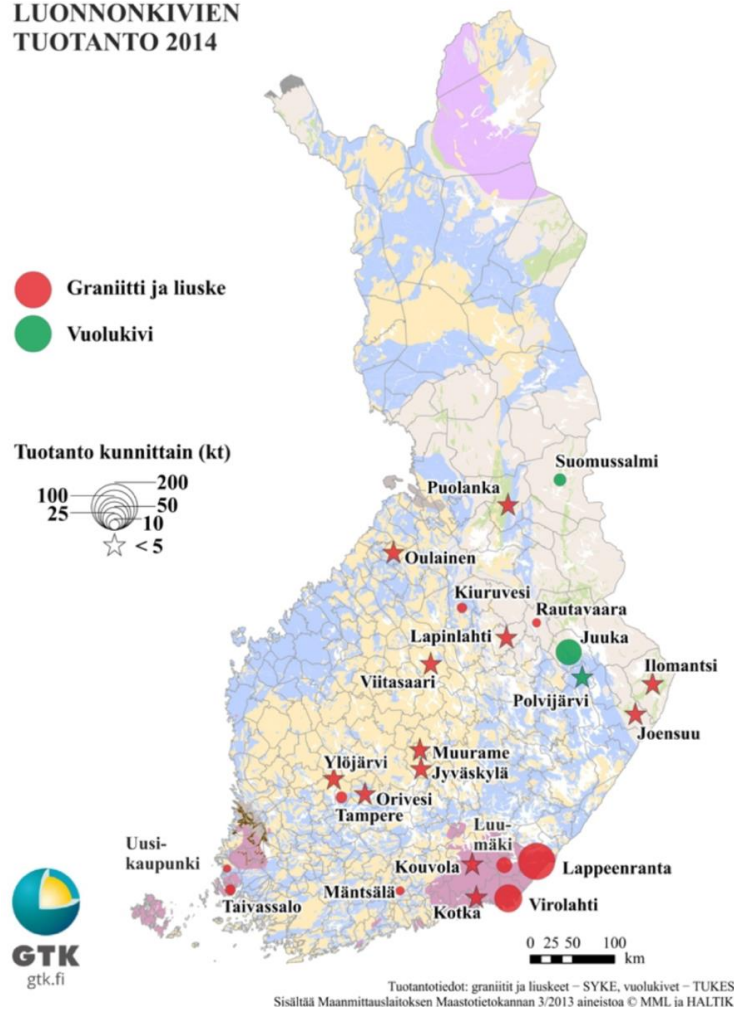 LUONNONKIVIEN
TUOTANTO 2014
Graniitti ja liuske
Vuolukivi
Tuotanto kunnittain (kt)
200
100
50
25
10
< 5
Suomussalmi
Puolanka
Oulainen
Kiuruvesi
Rautavaara
Lapinlahti
Juuka
Ilomantsi
Viitasaari
Polvijärvi
Joensuu
Muurame
Ylöjärvi
Jyväskylä
Orivesi
Tampere
Luu-
mäki
Uusi-
kaupunki
Kouvola
Lappeenranta
Mäntsälä
Taivassalo
Kotka
Virolahti
GTK
gtk.fi
0 25 50 100
km
Tuotantotiedot: graniitit ja liuskeet – SYKE, vuolukivet – TUKES
Sisältää Maanmittauslaitoksen Maastotietokannan 3/2013 aineistoa © MML ja HALTIK